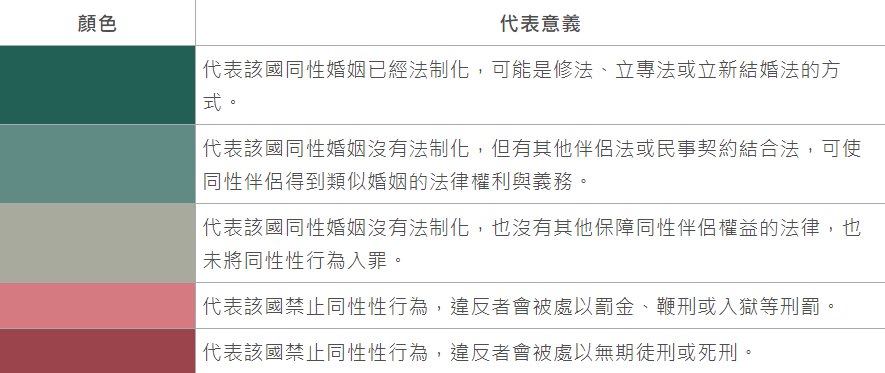 顏色
代表意義
代表該國同性婚姻已經法制化，可能是修法、立專法或立新結婚法的方
式。
代表該國同性婚姻沒有法制化，但有其他伴侶法或民事契約結合法，可使
同性伴侶得到類似婚姻的法律權利與義務。
代表該國同性婚姻沒有法制化，也沒有其他保障同性伴侶權益的法律，也
未將同性性行為入罪。
代表該國禁止同性性行為，違反者會被處以罰金、鞭刑或入獄等刑罰。
代表該國禁止同性性行為，違反者會被處以無期徒刑或死刑。